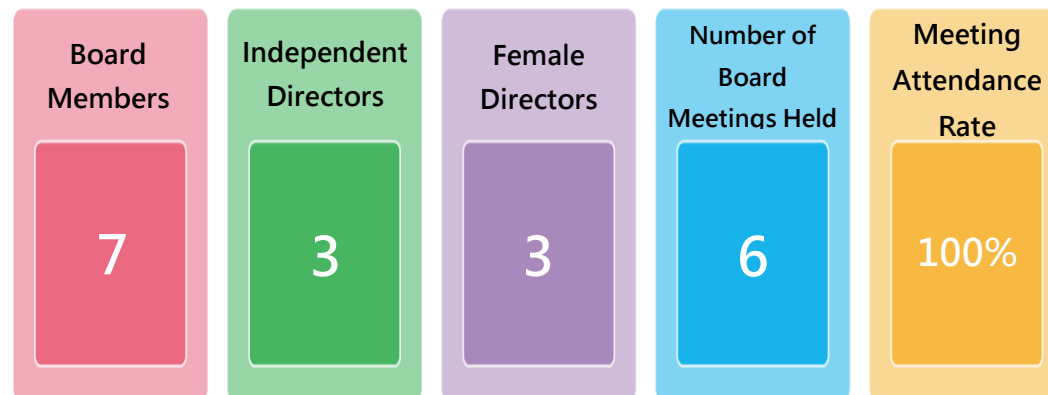 Board
Members
7
Independent
Directors
3
Female
Directors
3
Number of
Board
Meetings Held
6
Meeting
Attendance
Rate
100%